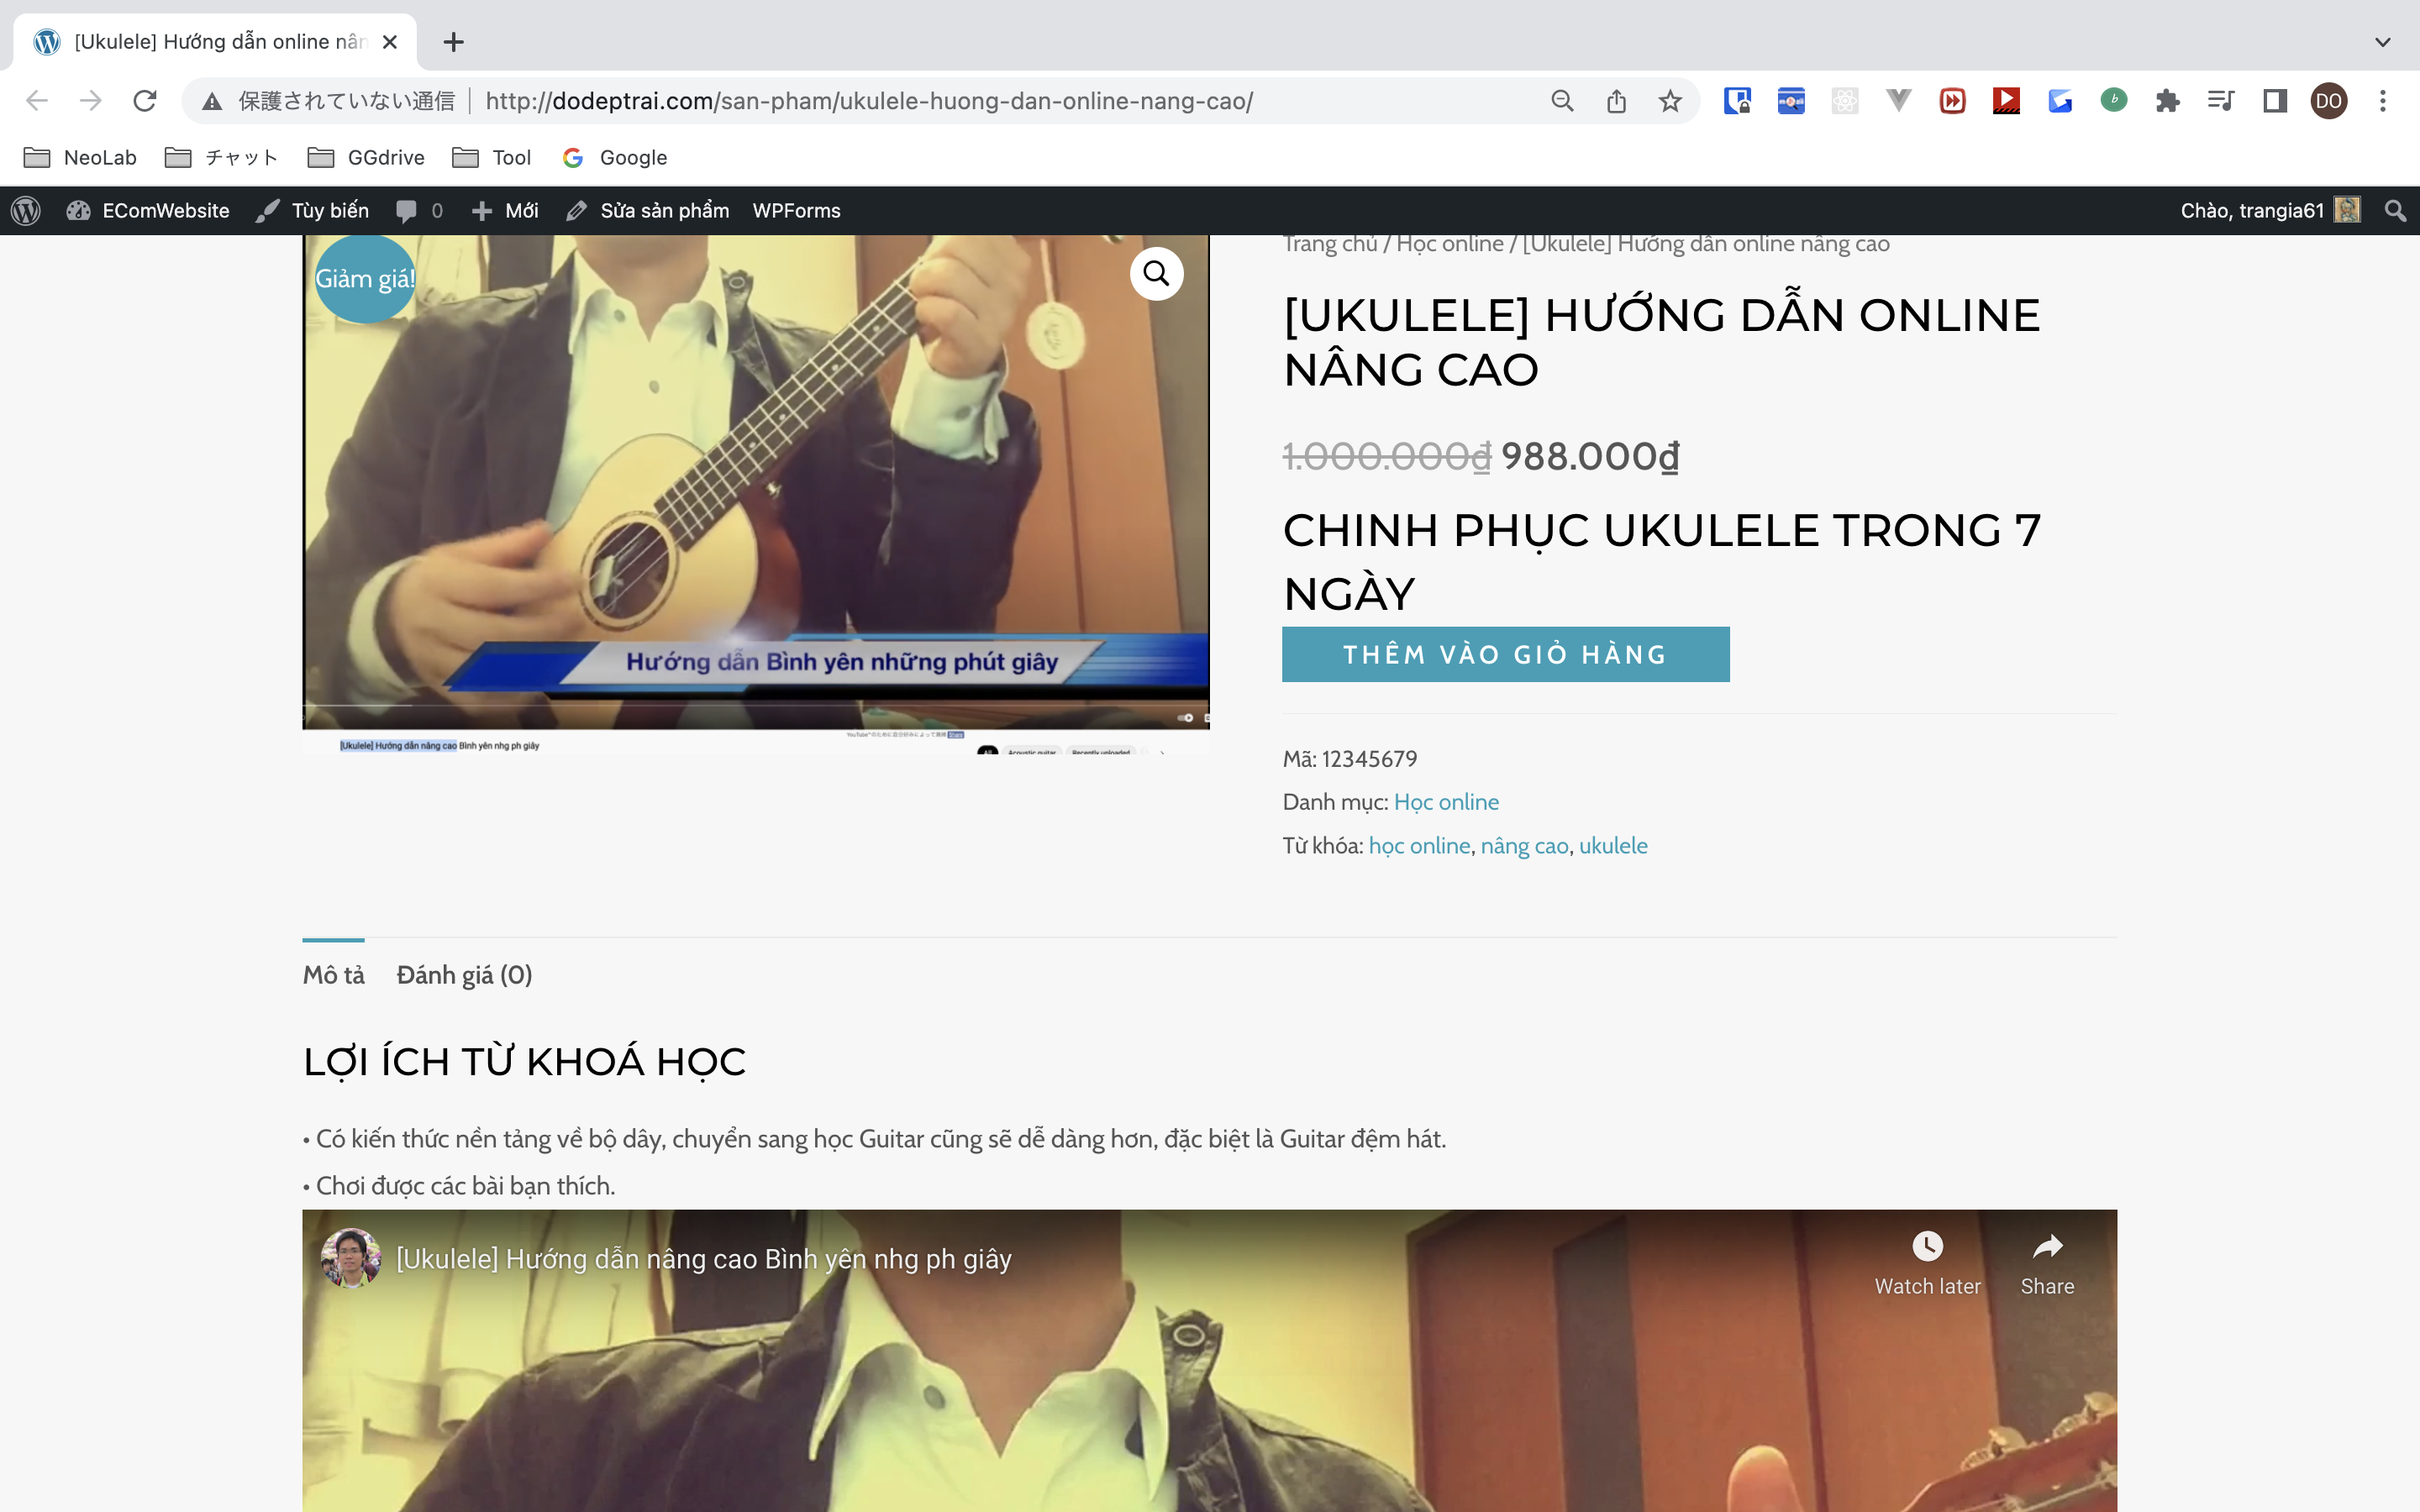 [Ukulele] Hướng dẫn online nân
保護されていない通信 http://dodeptrai.com/san-pham/ukulele-huong-dan-online-nang-cao/
DO
NeoLab チャット GGdrive Tool Google
EComWebsite Tùy biến 0 Mới Sửa sản phẩm WPForms Chào, trangia61
Giảm giá!
Hướng dẫn Bình yên những phút giây
[Ukulele] Hướng dẫn nâng cao Bình yên nhg ph giây
All Acoustic guitar Recently uploaded
Trang chủ / Học online / [Ukulele] Hướng dẫn online nâng cao
[UKULELE] HƯỚNG DẪN ONLINE
NÂNG CAO
1.000.000₫ 988.000₫
CHINH PHỤC UKULELE TRONG 7
NGÀY
THÊM VÀO GIỎ HÀNG
Mã: 12345679
Danh mục: Học online
Từ khóa: học online, nâng cao, ukulele
Mô tả Đánh giá (0)
LỢI ÍCH TỪ KHOÁ HỌC
• Có kiến thức nền tảng về bộ dây, chuyển sang học Guitar cũng sẽ dễ dàng hơn, đặc biệt là Guitar đệm hát.
• Chơi được các bài bạn thích.
[Ukulele] Hướng dẫn nâng cao Bình yên nhg ph giây
Watch later Share